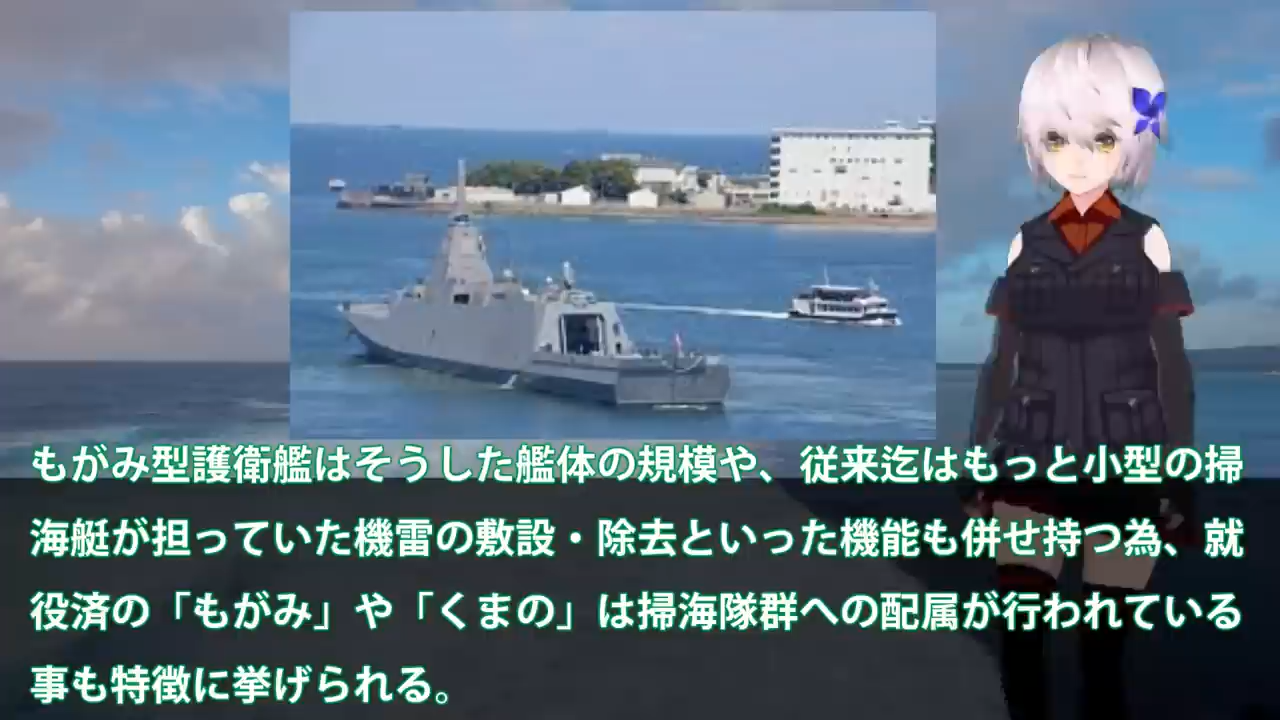 もがみ型護衛艦はそうした艦体の規模や、従来迄はもっと小型の掃
海艇が担っていた機雷の敷設・除去といった機能も併せ持つ為、就
役済の「もがみ」や「くまの」は掃海隊群への配属が行われている
事も特徴に挙げられる。